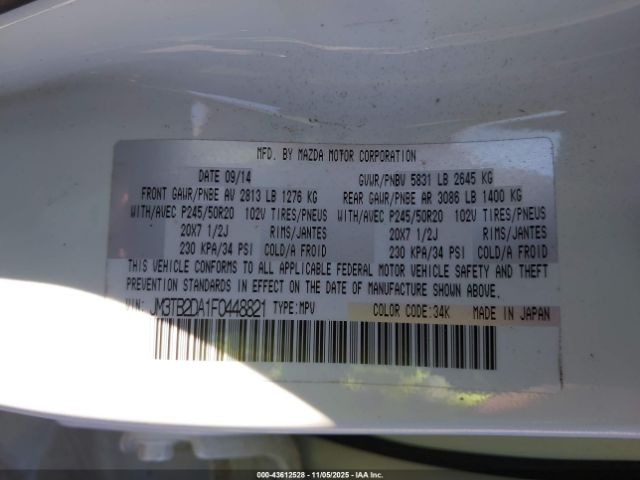 MFD. BY MAZDA MOTOR CORPORATION
DATE 09/14 GVWR/PNBV 5831 LB 2645 KG
FRONT GAWR/PNBE AV 2813 LB 1276 KG REAR GAWR/PNBE AR 3086 LB 1400 KG
WITH/AVEC P245/50R20 102V TIRES/PNEUS WITH/AVEC P245/50R20 102V TIRES/PNEUS
20X7 1/2J RIMS/JANTES 20X7 1/2J RIMS/JANTES
230 KPA/34 PSI COLD/A FROID 230 KPA/34 PSI COLD/A FROID
THIS VEHICLE CONFORMS TO ALL APPLICABLE FEDERAL MOTOR VEHICLE SAFETY AND THEFT
PREVENTION STANDARDS IN EFFECT ON THE DATE OF MANUFACTURE SHOWN ABOVE.
VIN: JM3TB2DA1F0448821 TYPE:MPV COLOR CODE:34K MADE IN JAPAN
000-43612528 - 11/05/2025 - IAA Inc.